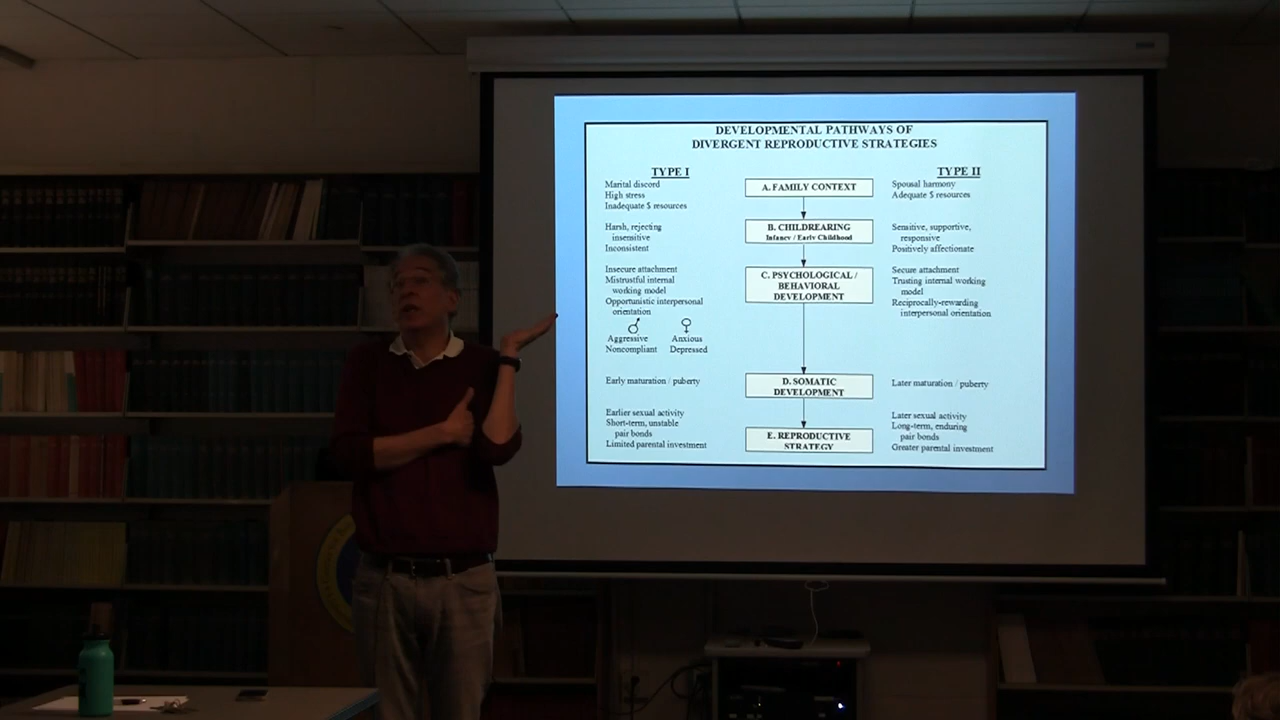 DEVELOPMENTAL PATHWAYS OF
DIVERGENT REPRODUCTIVE STRATEGIES
TYPE I
Marital discord
High stress
Inadequate $ resources
Harsh, rejecting
insensitive
Inconsistent
Insecure attachment
Mistrustful internal
working model
Opportunistic interpersonal
orientation
♂ ♀
Aggressive Anxious
Noncompliant Depressed
Early maturation / puberty
Earlier sexual activity
Short-term, unstable
pair bonds
Limited parental investment
A. FAMILY CONTEXT
B. CHILDREARING
Infancy / Early Childhood
C. PSYCHOLOGICAL /
BEHAVIORAL
DEVELOPMENT
D. SOMATIC
DEVELOPMENT
E. REPRODUCTIVE
STRATEGY
TYPE II
Spousal harmony
Adequate $ resources
Sensitive, supportive,
responsive
Positively affectionate
Secure attachment
Trusting internal working
model
Reciprocally-rewarding
interpersonal orientation
Later maturation / puberty
Later sexual activity
Long-term, enduring
pair bonds
Greater parental investment